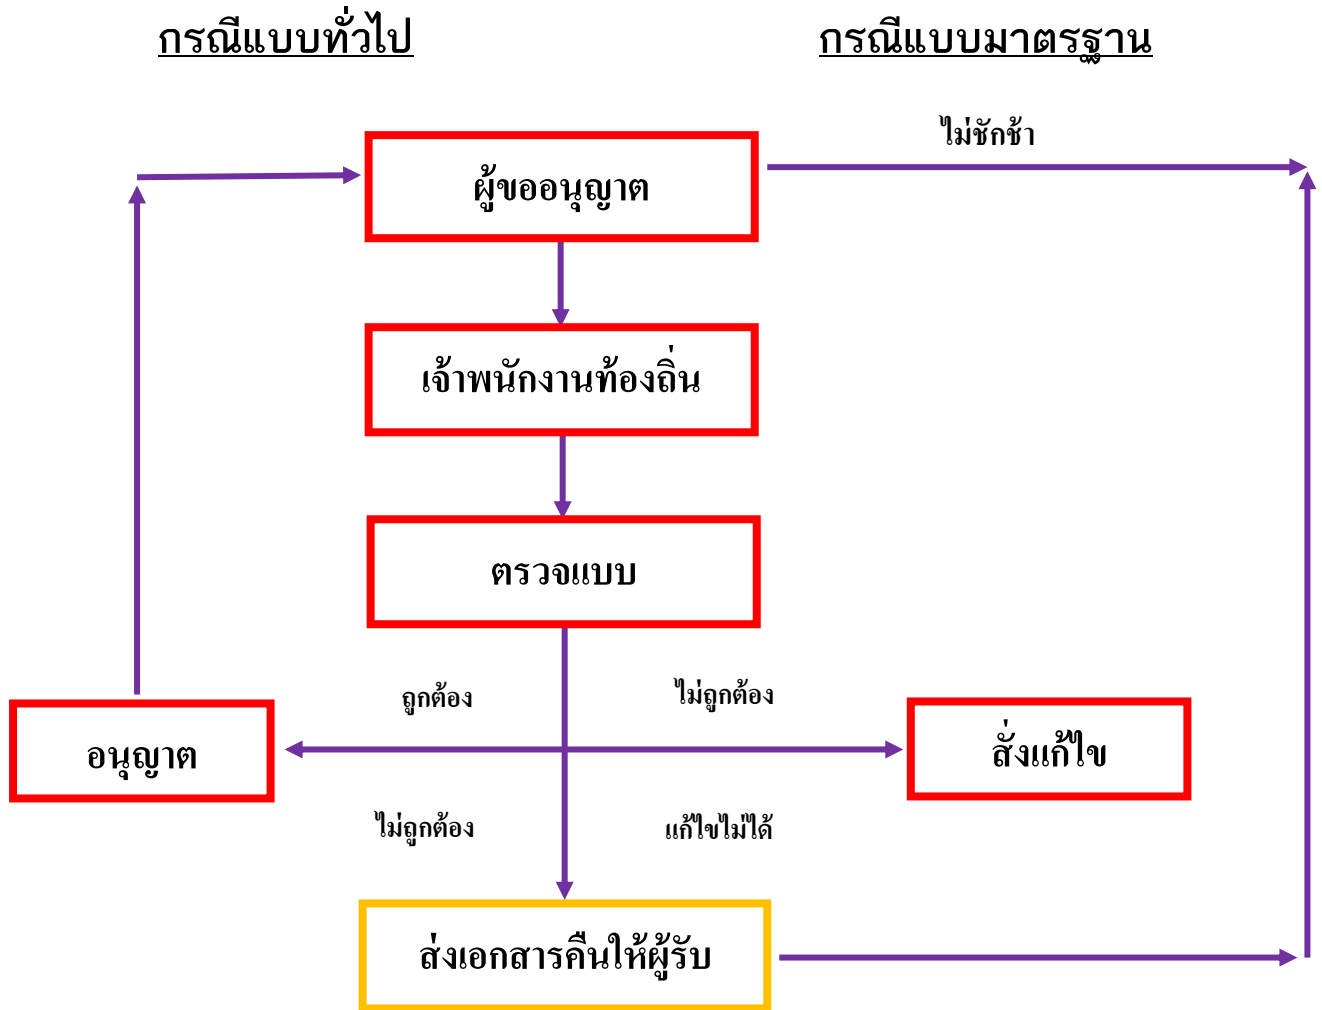 กรณีแบบทั่วไป
กรณีแบบมาตรฐาน
ไม่ชักช้า
ผู้ขออนุญาต
เจ้าพนักงานท้องถิ่น
ตรวจแบบ
ถูกต้อง
ไม่ถูกต้อง
อนุญาต
สั่งแก้ไข
ไม่ถูกต้อง
แก้ไขไม่ได้
ส่งเอกสารคืนให้ผู้รับ